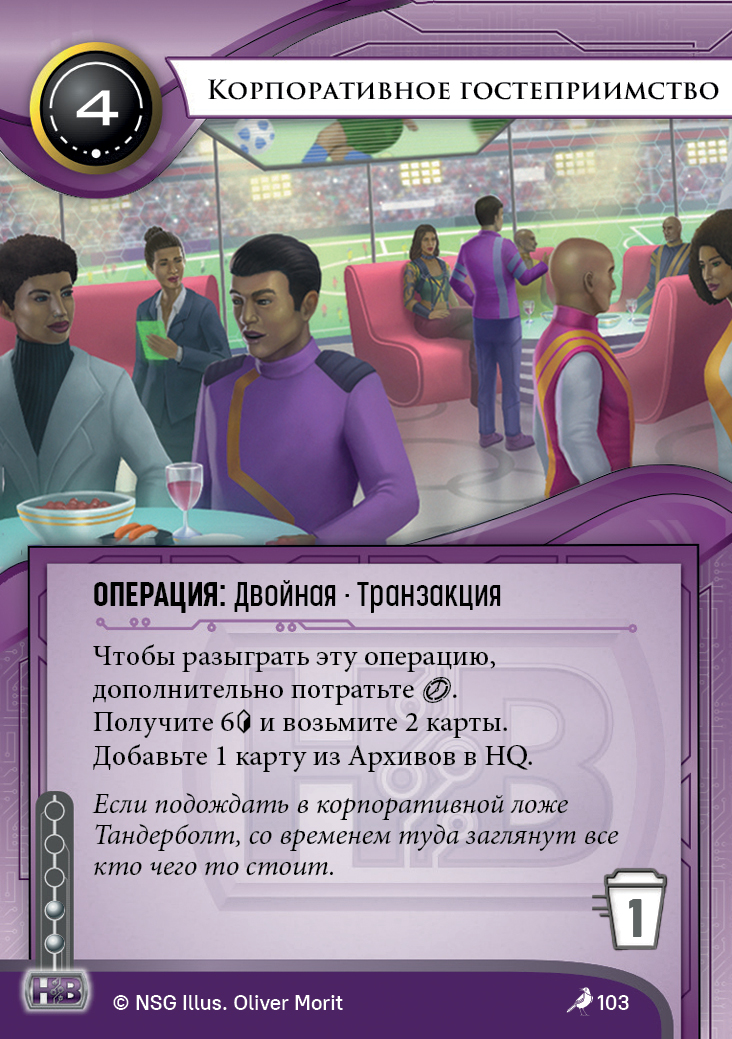 4
Корпоративное гостеприимство
ОПЕРАЦИЯ: Двойная · Транзакция
Чтобы разыграть эту операцию,
дополнительно потратьте .
Получите 6 и возьмите 2 карты.
Добавьте 1 карту из Архивов в HQ.
Если подождать в корпоративной ложе
Тандерболт, со временем туда заглянут все
кто чего то стоит.
1
HB
© NSG Illus. Oliver Morit
103